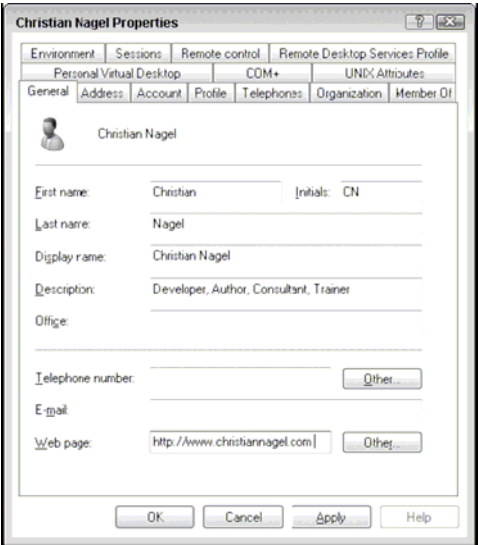 Christian Nagel Properties
Environment Sessions Remote control Remote Desktop Services Profile
Personal Virtual Desktop COM+ UNIX Attributes
General Address Account Profile Telephones Organization Member Of
Christian Nagel
First name: Christian Initials: CN
Last name: Nagel
Display name: Christian Nagel
Description: Developer, Author, Consultant, Trainer
Office:
Telephone number: Other...
E-mail:
Web page: http://www.christiannagel.com Other...
OK Cancel Apply Help